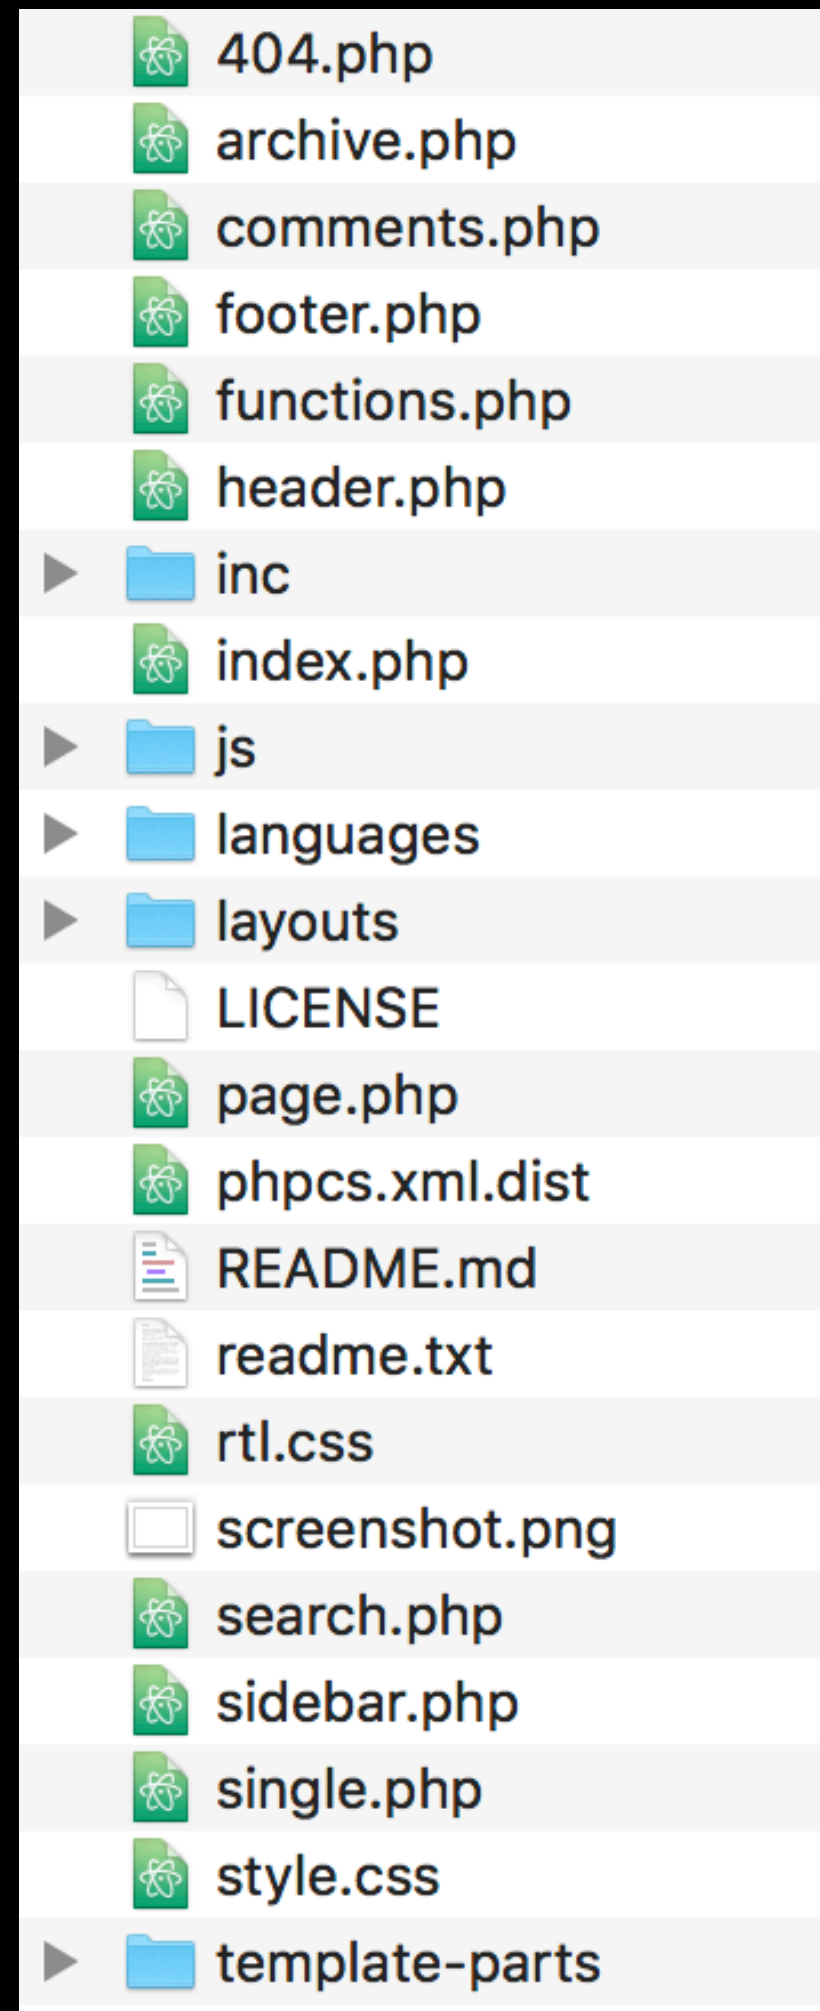 404.php
archive.php
comments.php
footer.php
functions.php
header.php
inc
index.php
js
languages
layouts
LICENSE
page.php
phpcs.xml.dist
README.md
readme.txt
rtl.css
screenshot.png
search.php
sidebar.php
single.php
style.css
template-parts